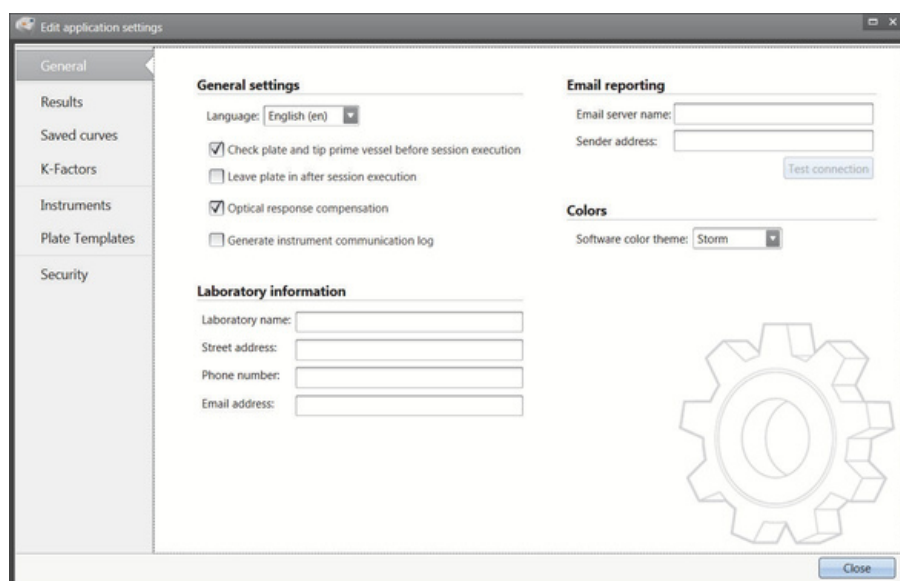 Edit application settings
General
Results
Saved curves
K-Factors
Instruments
Plate Templates
Security
General settings
Language: English (en)
Check plate and tip prime vessel before session execution
Leave plate in after session execution
Optical response compensation
Generate instrument communication log
Laboratory information
Laboratory name:
Street address:
Phone number:
Email address:
Email reporting
Email server name:
Sender address:
Test connection
Colors
Software color theme: Storm
Close